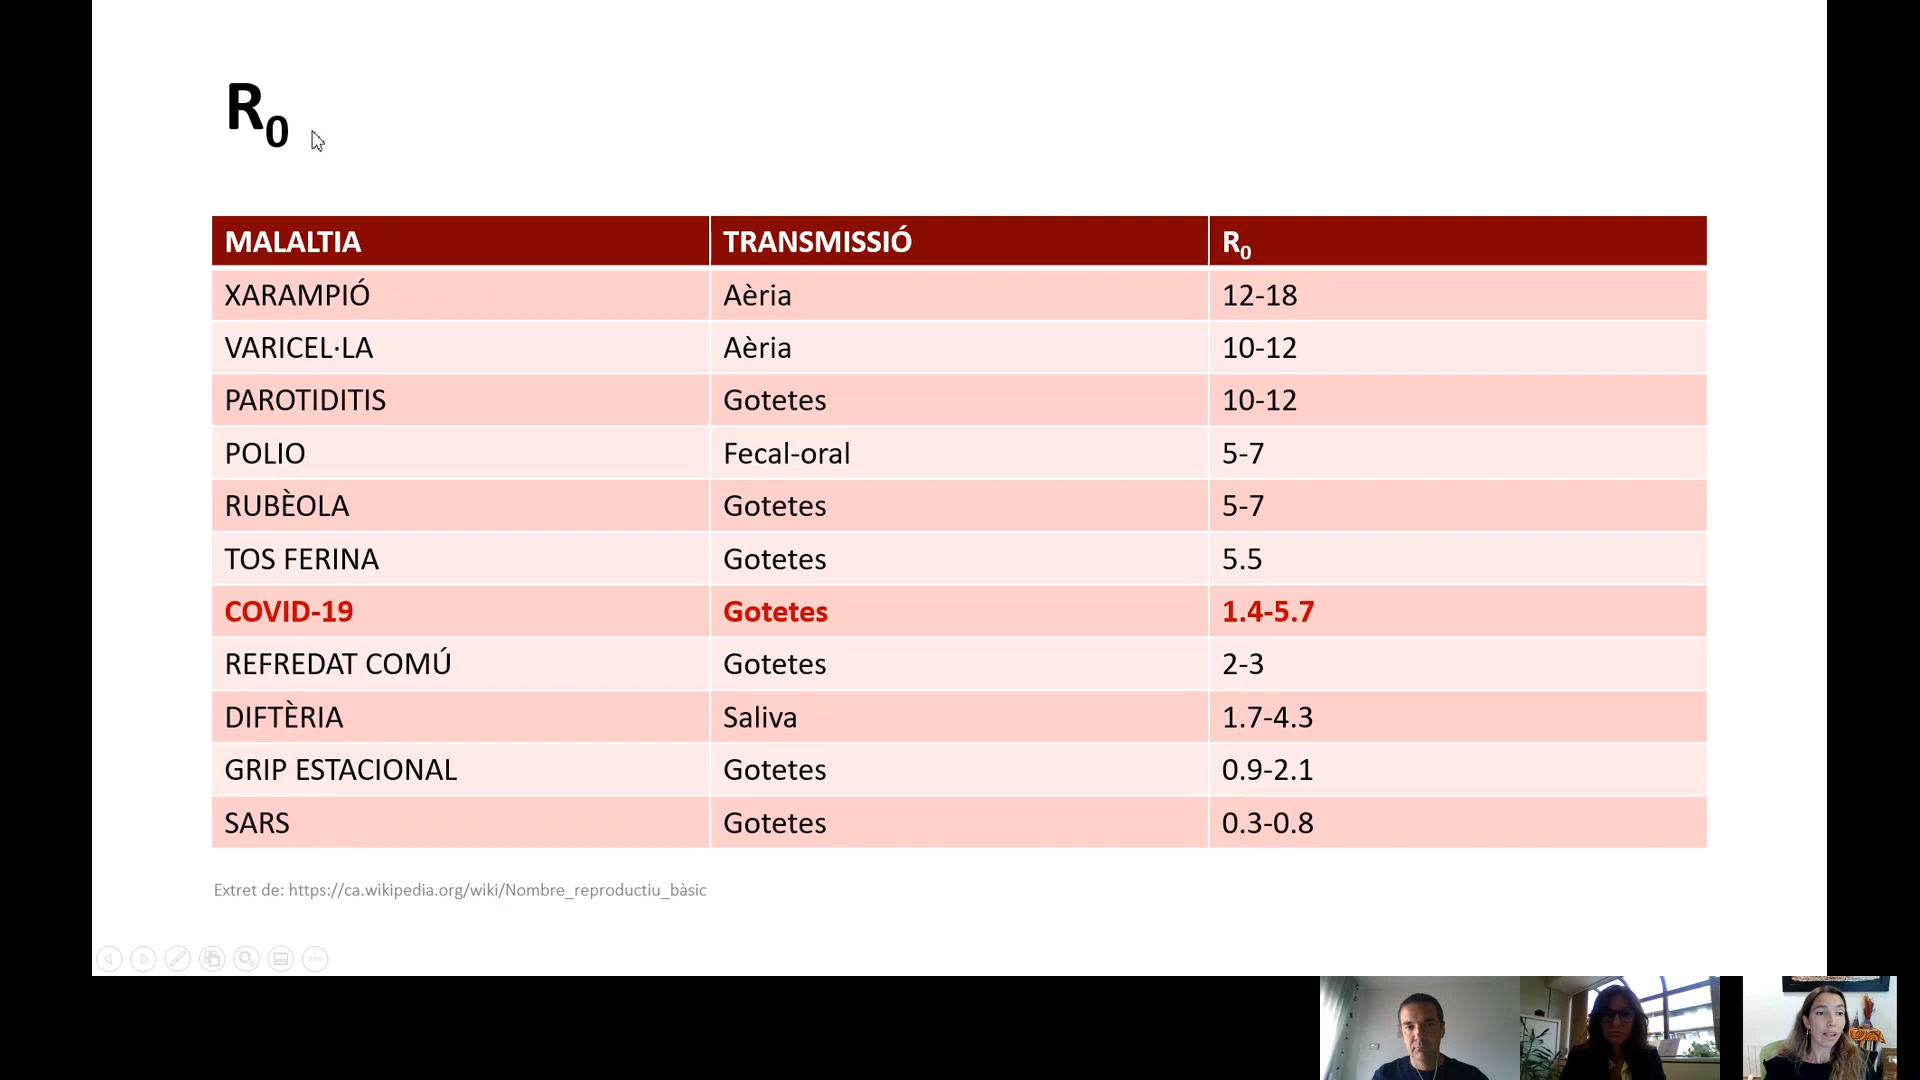 R0
MALALTIA TRANSMISSIÓ R0
XARAMPIÓ Aèria 12-18
VARICEL·LA Aèria 10-12
PAROTIDITIS Gotetes 10-12
POLIO Fecal-oral 5-7
RUBÈOLA Gotetes 5-7
TOS FERINA Gotetes 5.5
COVID-19 Gotetes 1.4-5.7
REFREDAT COMÚ Gotetes 2-3
DIFTÈRIA Saliva 1.7-4.3
GRIP ESTACIONAL Gotetes 0.9-2.1
SARS Gotetes 0.3-0.8
Extret de: https://ca.wikipedia.org/wiki/Nombre_reproductiu_bàsic